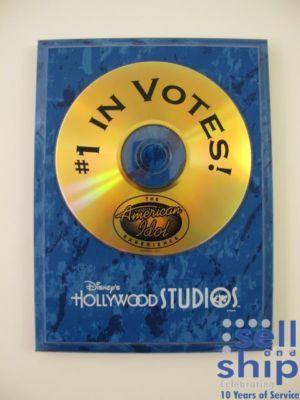 #1 IN VOTES!
THE
AMERICAN
IDOL
EXPERIENCE
DISNEY'S
HOLLYWOOD STUDIOS
sell
and
ship
Celebrating
10 Years of Service